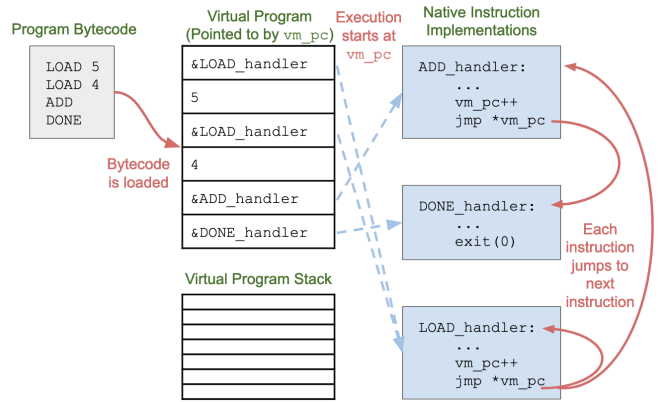 Program Bytecode
LOAD 5
LOAD 4
ADD
DONE
Bytecode
is loaded
Virtual Program
(Pointed to by vm_pc)
&LOAD_handler
5
&LOAD_handler
4
&ADD_handler
&DONE_handler
Virtual Program Stack
Execution
starts at
vm_pc
Native Instruction
Implementations
ADD_handler:
...
vm_pc++
jmp *vm_pc
DONE_handler:
...
exit(0)
LOAD_handler:
...
vm_pc++
jmp *vm_pc
Each
instruction
jumps to
next
instruction